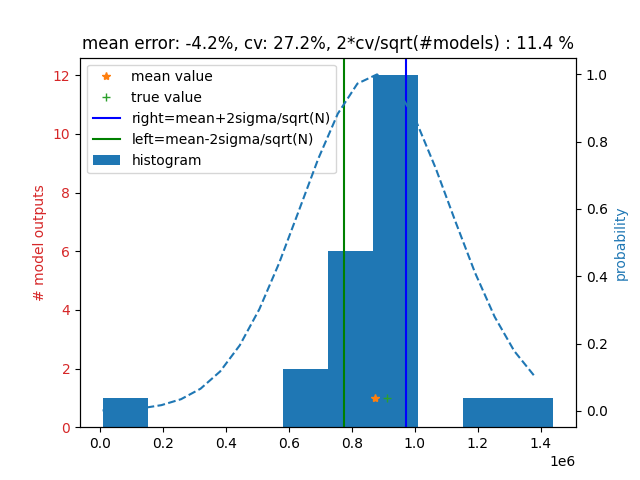 mean error: -4.2%, cv: 27.2%, 2*cv/sqrt(#models) : 11.4 %
mean value
true value
right=mean+2sigma/sqrt(N)
left=mean-2sigma/sqrt(N)
histogram
# model outputs
12
10
8
6
4
2
0
1.0
0.8
0.6
0.4
0.2
0.0
probability
0.0 0.2 0.4 0.6 0.8 1.0 1.2 1.4
1e6